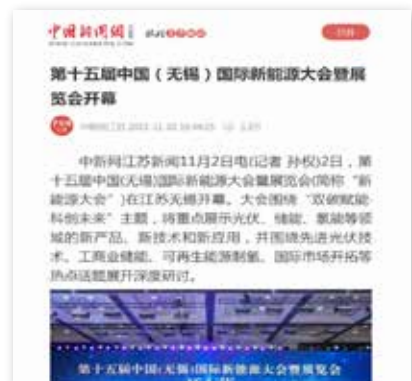 中国新闻网
第十五届中国（无锡）国际新能源大会暨展
览会开幕
中新网江苏新闻11月2日电(记者 孙权)2日，第
十五届中国(无锡)国际新能源大会暨展览会(简称“新
能源大会”)在江苏无锡开幕。大会围绕“双碳赋能·
科创未来”主题，将重点展示光伏、储能、氢能等领
域的新产品、新技术和新应用，并围绕先进光伏技
术、工商业储能、可再生能源制氢、国际市场开拓等
热点话题展开深度研讨。
第十五届中国(无锡)国际新能源大会暨展览会